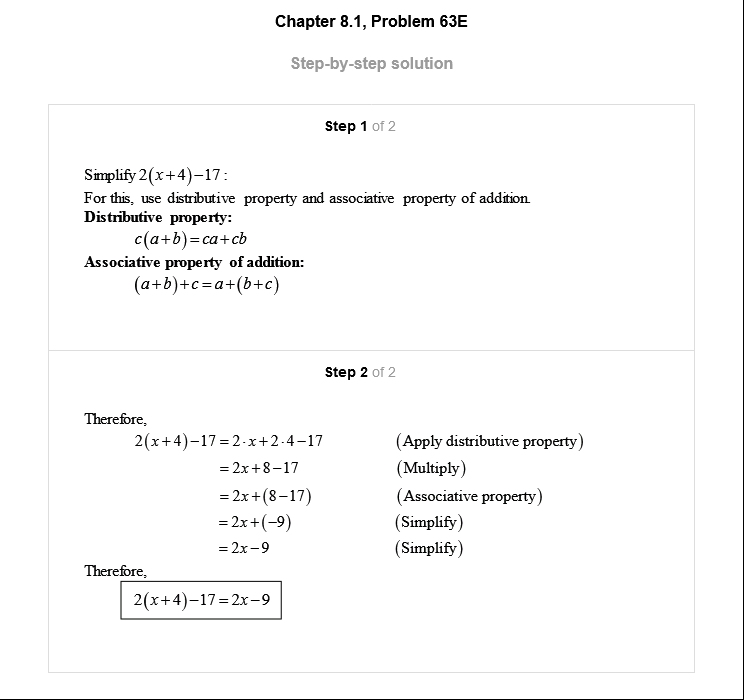 Chapter 8.1, Problem 63E
Step-by-step solution
Step 1 of 2
Simplify 2(x+4)−17:
For this, use distributive property and associative property of addition.
Distributive property:
c(a+b)=ca+cb
Associative property of addition:
(a+b)+c=a+(b+c)
Step 2 of 2
Therefore,
2(x+4)−17=2·x+2·4−17 (Apply distributive property)
=2x+8−17 (Multiply)
=2x+(8−17) (Associative property)
=2x+(−9) (Simplify)
=2x−9 (Simplify)
Therefore,
2(x+4)−17=2x−9